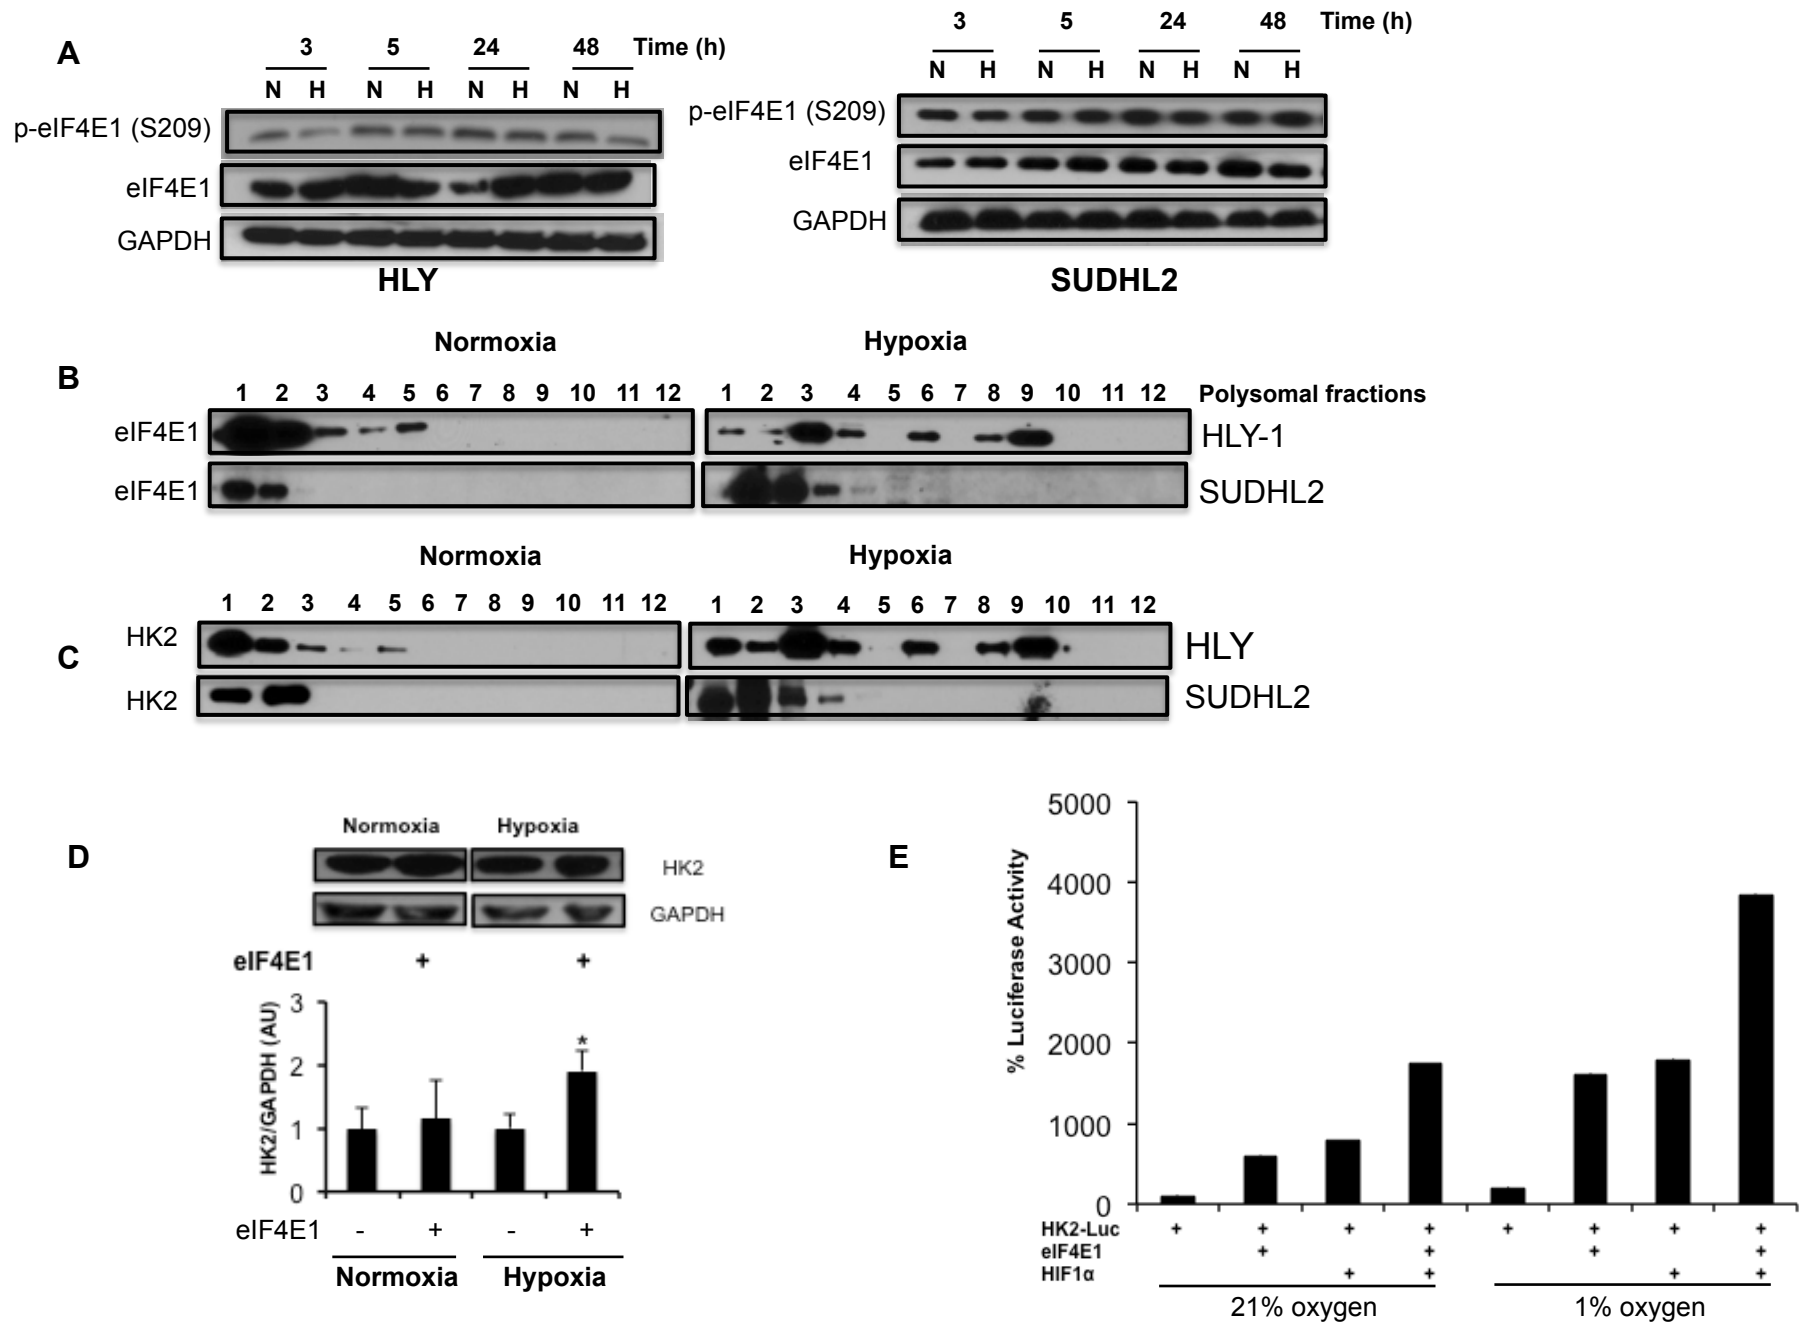 A
3 5 24 48 Time (h)
N H N H N H N H
p-eIF4E1 (S209)
eIF4E1
GAPDH
HLY
3 5 24 48 Time (h)
N H N H N H N H
p-eIF4E1 (S209)
eIF4E1
GAPDH
SUDHL2
B
Normoxia Hypoxia
1 2 3 4 5 6 7 8 9 10 11 12 1 2 3 4 5 6 7 8 9 10 11 12 Polysomal fractions
eIF4E1 HLY-1
eIF4E1 SUDHL2
C
Normoxia Hypoxia
1 2 3 4 5 6 7 8 9 10 11 12 1 2 3 4 5 6 7 8 9 10 11 12
HK2 HLY
HK2 SUDHL2
D
Normoxia Hypoxia
HK2
GAPDH
eIF4E1 + +
HK2/GAPDH (AU)
3
2
1
0
*
eIF4E1 - + - +
Normoxia Hypoxia
E
% Luciferase Activity
5000
4000
3000
2000
1000
0
HK2-Luc + + + + + + + +
eIF4E1 + + + +
HIF1α + + + +
21% oxygen 1% oxygen